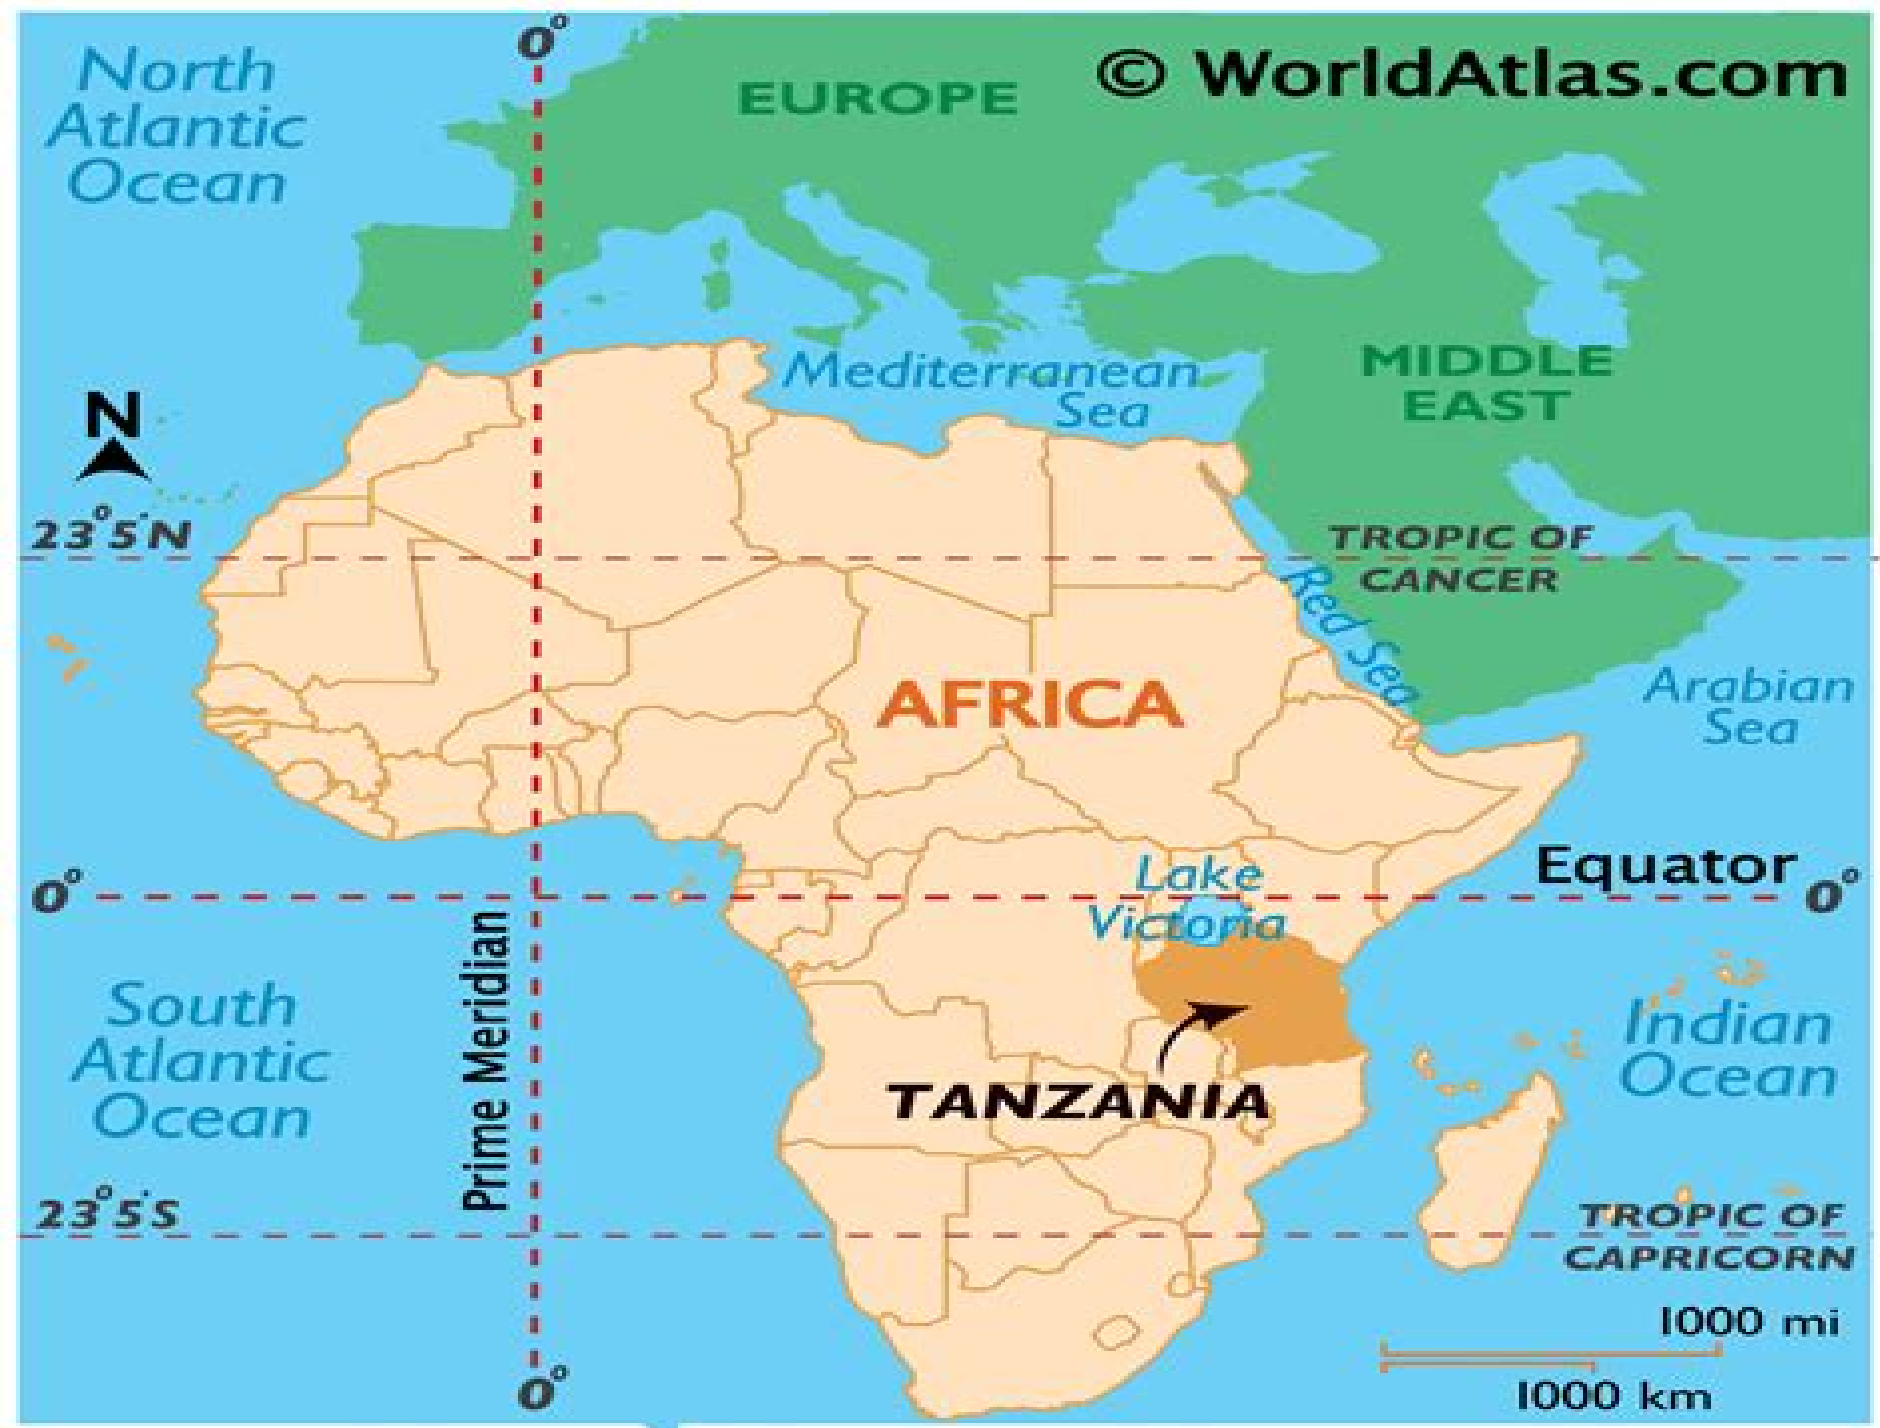 0°
North
Atlantic
Ocean
EUROPE
© WorldAtlas.com
Mediterranean
Sea
MIDDLE
EAST
N
23°5'N
TROPIC OF
CANCER
Red Sea
AFRICA
Arabian
Sea
Lake
Victoria
Equator
0°
0°
Prime Meridian
South
Atlantic
Ocean
Indian
Ocean
TANZANIA
23°5'S
TROPIC OF
CAPRICORN
1000 mi
1000 km
0°